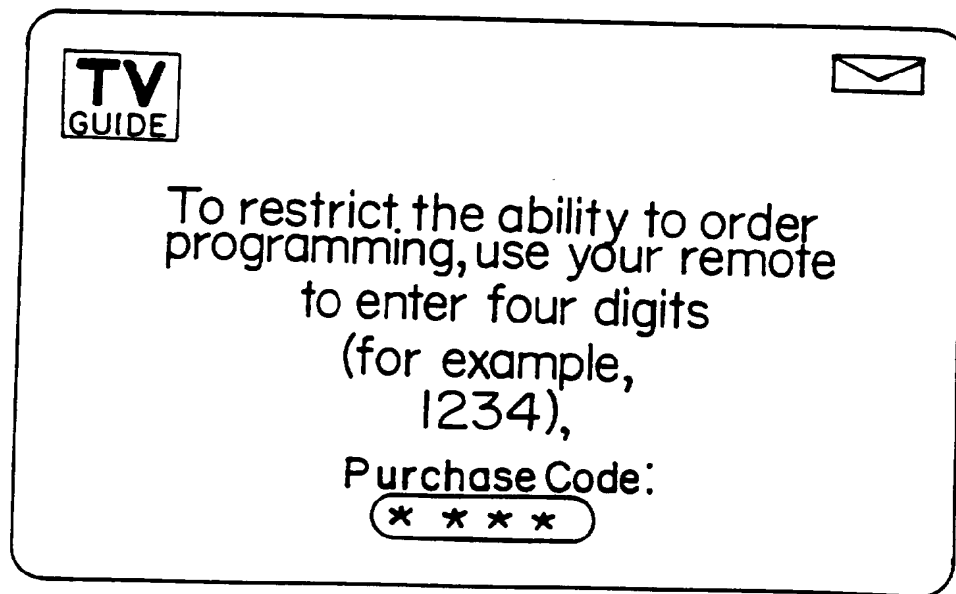 TV
GUIDE
To restrict the ability to order
programming, use your remote
to enter four digits
(for example,
1234),
Purchase Code:
* * * *